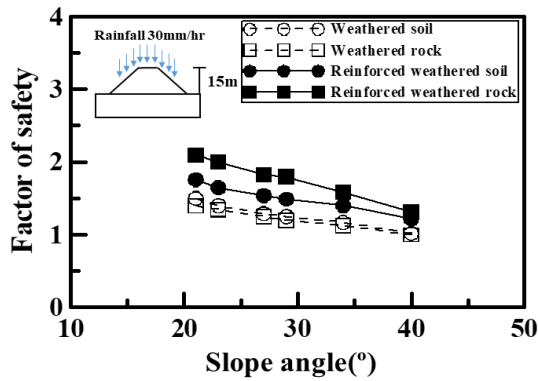 Factor of safety
4
3
2
1
0
Rainfall 30mm/hr
15m
Weathered soil
Weathered rock
Reinforced weathered soil
Reinforced weathered rock
10 20 30 40 50
Slope angle(º)